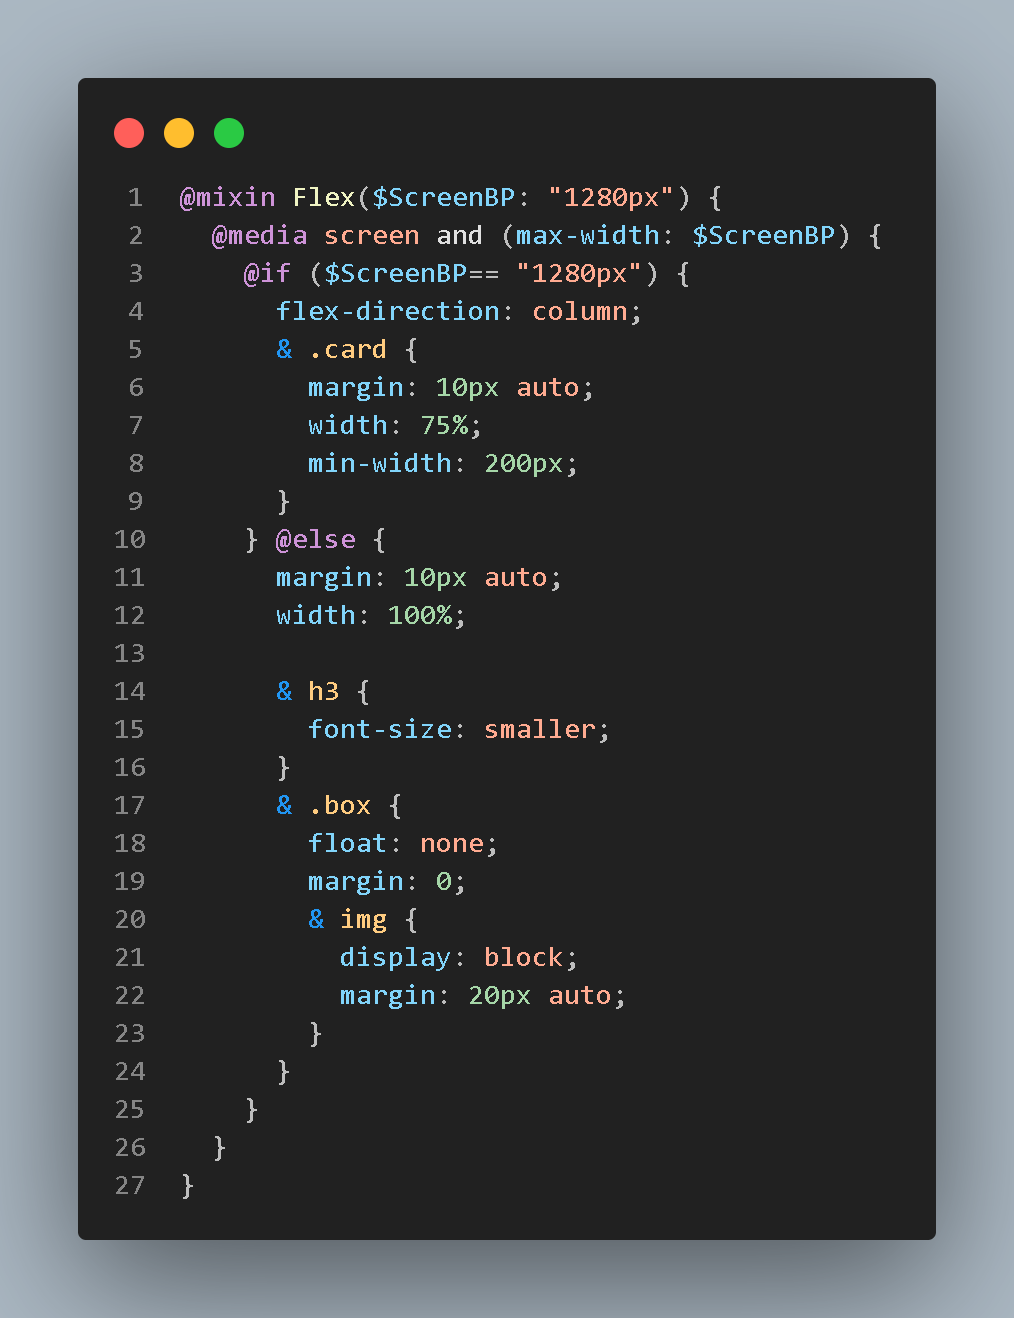 1 @mixin Flex($ScreenBP: "1280px") {
2   @media screen and (max-width: $ScreenBP) {
3     @if ($ScreenBP== "1280px") {
4       flex-direction: column;
5       & .card {
6         margin: 10px auto;
7         width: 75%;
8         min-width: 200px;
9       }
10     } @else {
11       margin: 10px auto;
12       width: 100%;
13
14       & h3 {
15         font-size: smaller;
16       }
17       & .box {
18         float: none;
19         margin: 0;
20         & img {
21           display: block;
22           margin: 20px auto;
23         }
24       }
25     }
26   }
27 }